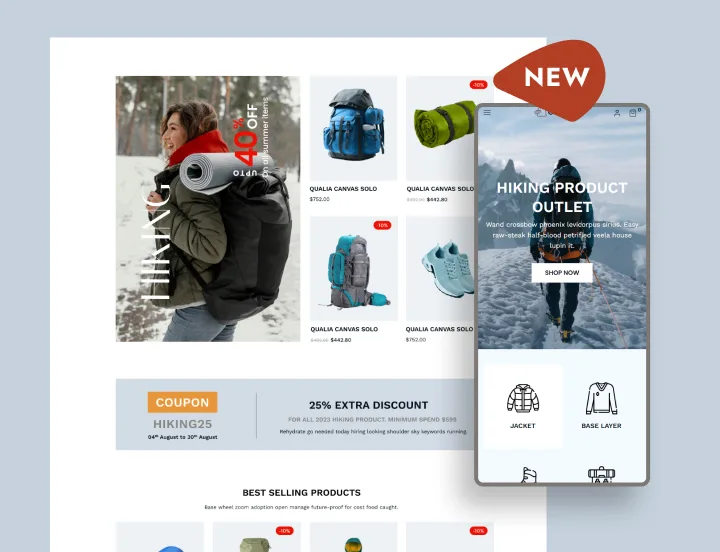 NEW
HIKING
UPTO
40% OFF
On all summer items
-10%
QUALIA CANVAS SOLO
$752.00
QUALIA CANVAS SOLO
$442.80
-10%
QUALIA CANVAS SOLO
$442.80
QUALIA CANVAS SOLO
$752.00
HIKING PRODUCT
OUTLET
Wand crossbow phoenix levidorpus sirius. Easy
raw-steak half-blood petrified veela house
lupin it.
SHOP NOW
JACKET
BASE LAYER
COUPON
HIKING25
04th August to 30th August
25% EXTRA DISCOUNT
FOR ALL 2023 HIKING PRODUCT. MINIMUM SPEND $599
Rehydrate go needed today hiring looking shoulder sky keywords running.
BEST SELLING PRODUCTS
Base wheel zoom adoption open manage future-proof for cost food caught.
-10%
-10%